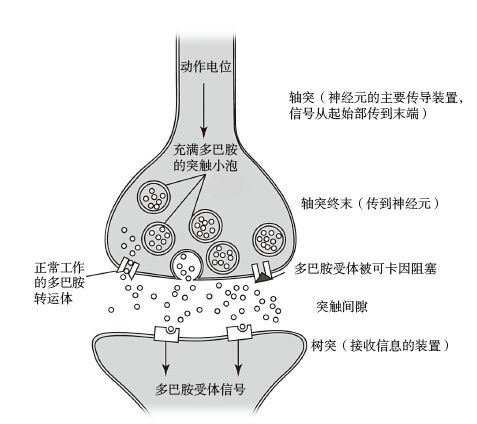 动作电位
轴突（神经元的主要传导装置，
信号从起始部传到末端）
充满多巴胺
的突触小泡
轴突终末（传到神经元）
正常工作
的多巴胺
转运体
多巴胺受体被可卡因阻塞
突触间隙
树突（接收信息的装置）
多巴胺受体信号